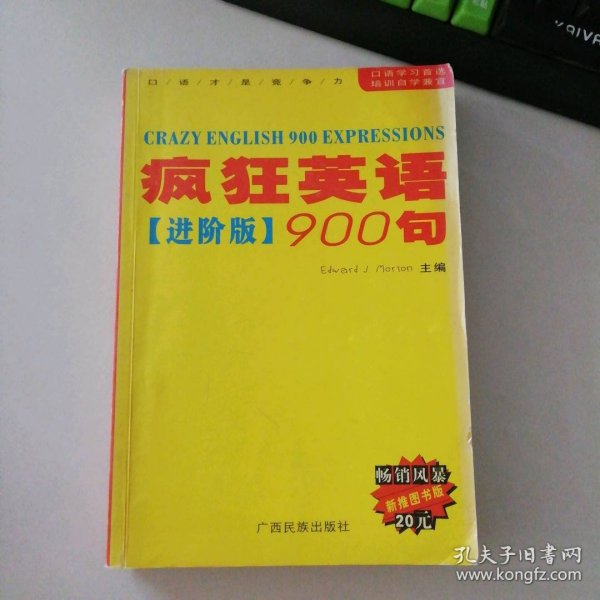 口/语/才/是/竞/争/力
口语学习首选
培训自学兼宜
CRAZY ENGLISH 900 EXPRESSIONS
疯狂英语
【进阶版】900句
Edward J Morton 主编
畅销风暴
新推图书版
20元
广西民族出版社
孔夫子旧书网
www.kongfz.com